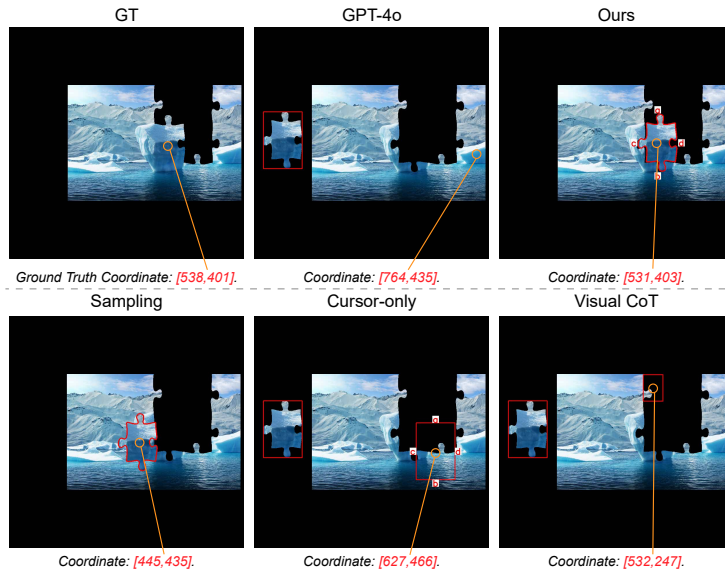 GT GPT-4o Ours
a
c d
b
Ground Truth Coordinate: [538,401]. Coordinate: [764,435]. Coordinate: [531,403].
Sampling Cursor-only Visual CoT
a
c d
b
Coordinate: [445,435]. Coordinate: [627,466]. Coordinate: [532,247].